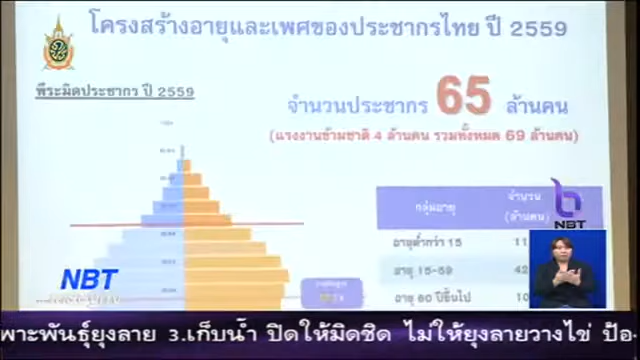 โครงสร้างอายุและเพศของประชากรไทย ปี 2559
พีระมิดประชากร ปี 2559
จำนวนประชากร 65 ล้านคน
(แรงงานข้ามชาติ 4 ล้านคน รวมทั้งหมด 69 ล้านคน)
กลุ่มอายุ
จำนวน
(ล้านคน)
NBT
อายุต่ำกว่า 15 11
อายุ 15-59 42
อายุ 60 ปีขึ้นไป 10
NBT
พาะพันธุ์ยุงลาย 3.เก็บน้ำ ปิดให้มิดชิด ไม่ให้ยุงลายวางไข่ ป้อ